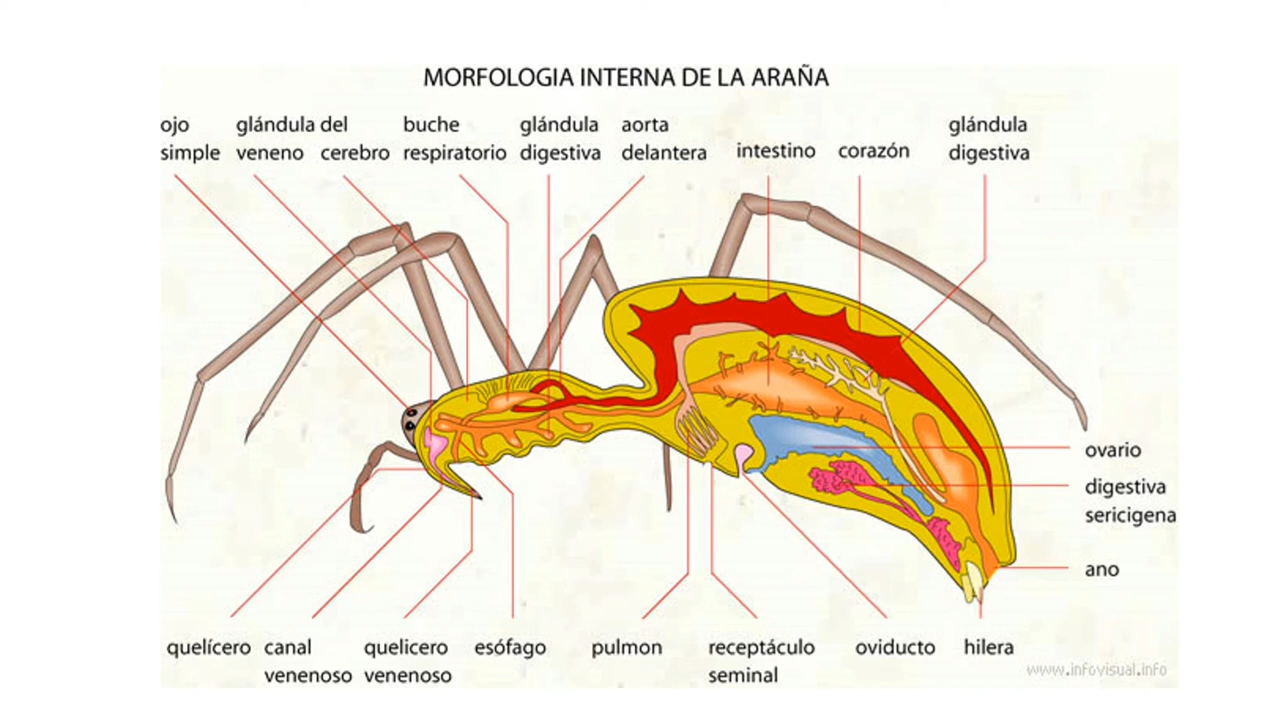 MORFOLOGIA INTERNA DE LA ARAÑA
ojo simple
glándula veneno
del cerebro
buche respiratorio
glándula digestiva
aorta delantera
intestino
corazón
glándula digestiva
ovario
digestiva sericigena
ano
quelícero
canal venenoso
quelicero venenoso
esófago
pulmon
receptáculo seminal
oviducto
hilera
www.infovisual.info